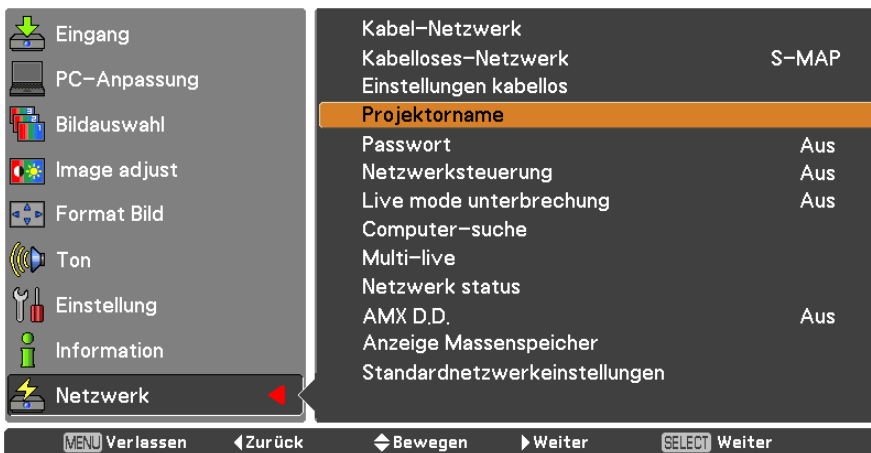 Eingang
PC-Anpassung
Bildauswahl
Image adjust
Format Bild
Ton
Einstellung
Information
Netzwerk
Kabel-Netzwerk
Kabelloses-Netzwerk S-MAP
Einstellungen kabellos
Projektorname
Passwort Aus
Netzwerksteuerung Aus
Live mode unterbrechung Aus
Computer-suche
Multi-live
Netzwerk status
AMX D.D. Aus
Anzeige Massenspeicher
Standardnetzwerkeinstellungen
MENU Verlassen Zurück Bewegen Weiter SELECT Weiter